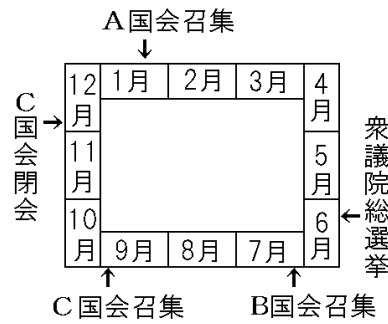 A国会召集
↓
1月 2月 3月
12月
11月
10月
4月
5月
6月
9月 8月 7月
C国会閉会
→
衆議院総選挙
←
↑ ↑
C国会召集 B国会召集